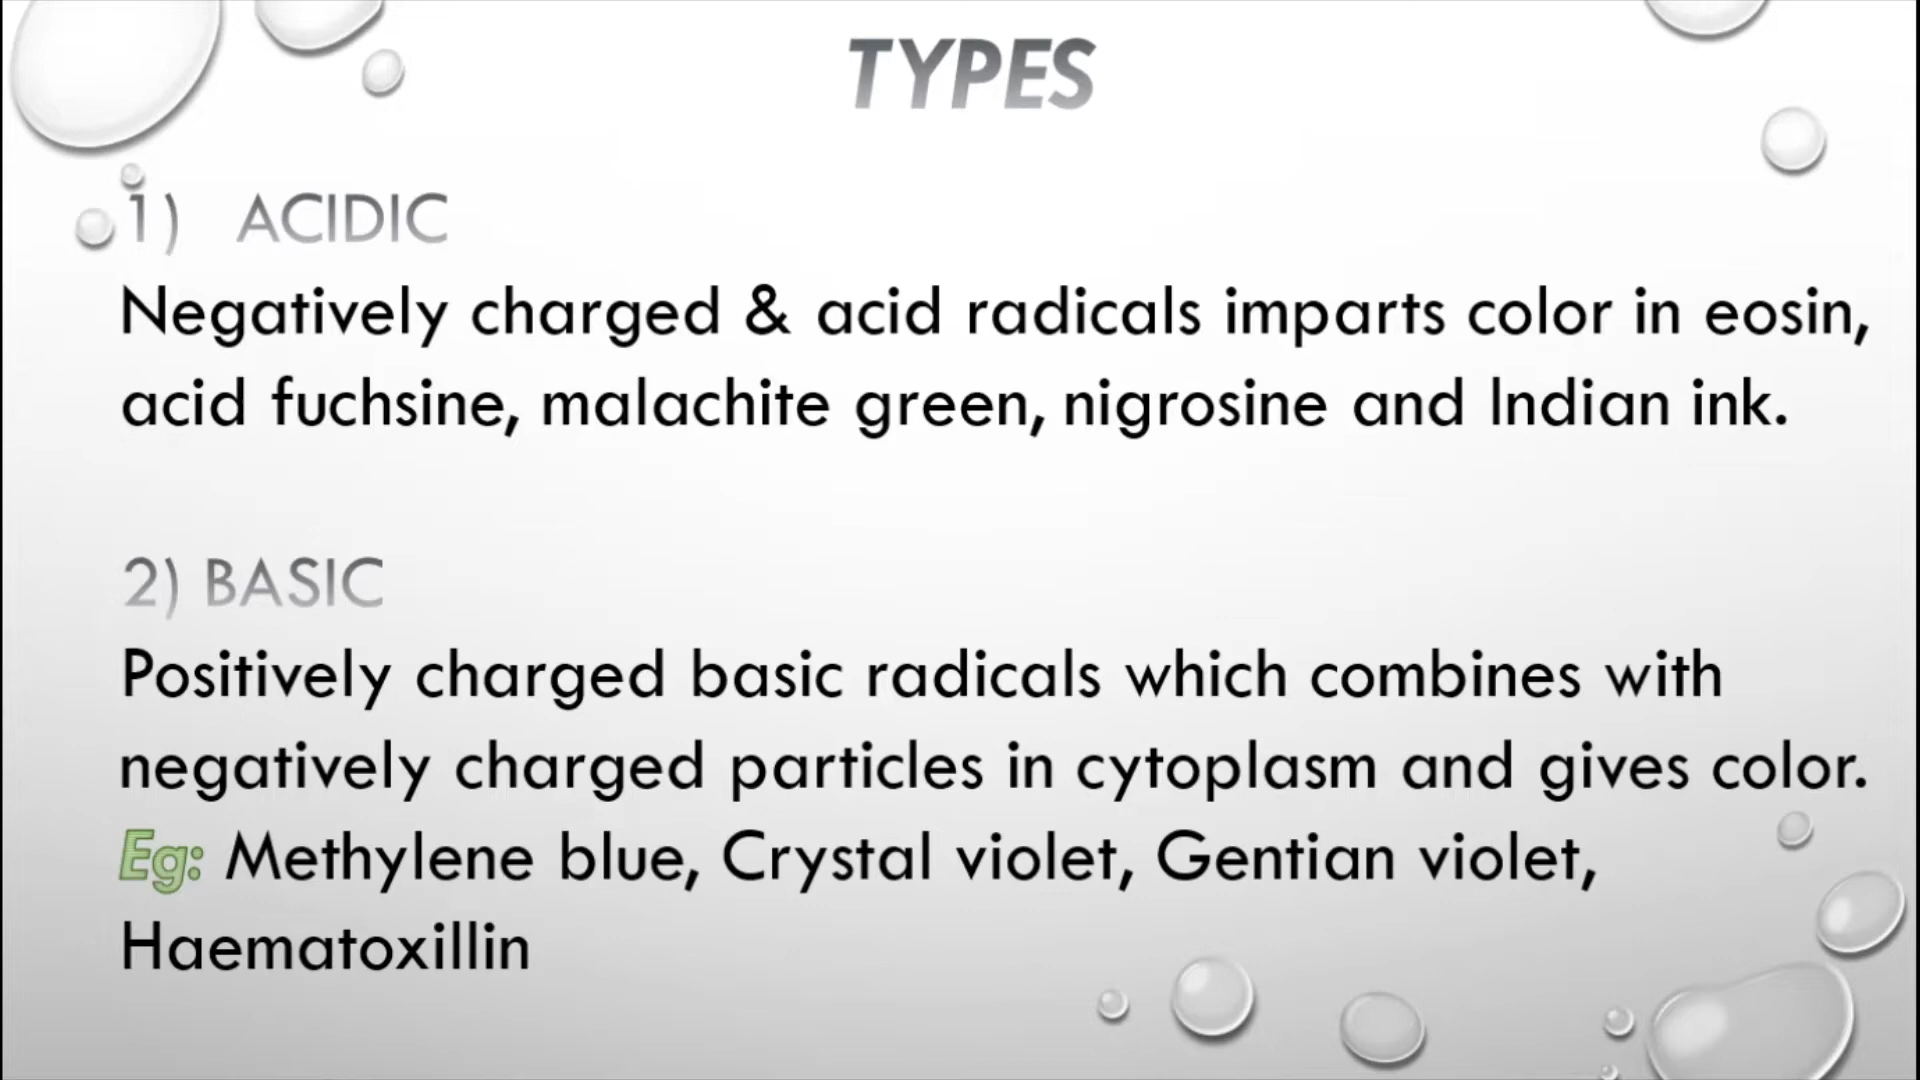 TYPES
1) ACIDIC
Negatively charged & acid radicals imparts color in eosin,
acid fuchsine, malachite green, nigrosine and Indian ink.
2) BASIC
Positively charged basic radicals which combines with
negatively charged particles in cytoplasm and gives color.
Eg: Methylene blue, Crystal violet, Gentian violet,
Haematoxillin